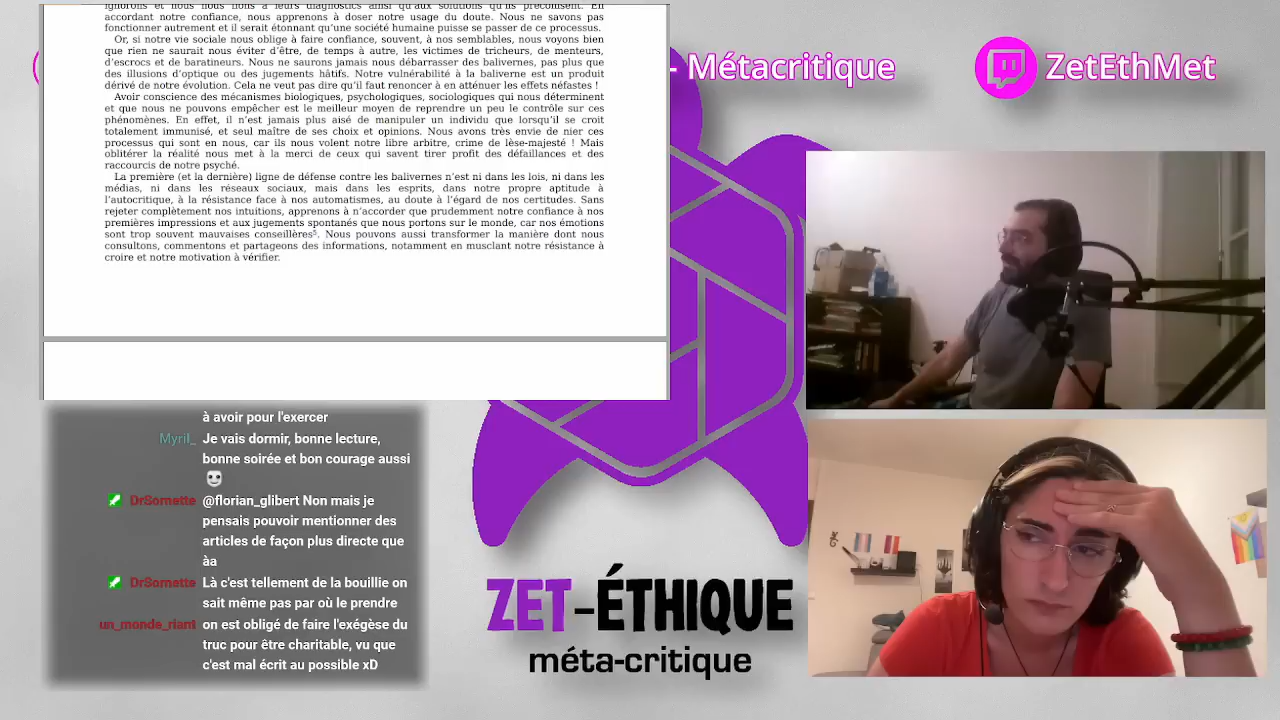 ignorons et nous nous fions à leurs diagnostics ainsi qu'aux solutions qu'ils préconisent. En
accordant notre confiance, nous apprenons à doser notre usage du doute. Nous ne savons pas
fonctionner autrement et il serait étonnant qu'une société humaine puisse se passer de ce processus.
Or, si notre vie sociale nous oblige à faire confiance, souvent, à nos semblables, nous voyons bien
que rien ne saurait nous éviter d'être, de temps à autre, les victimes de tricheurs, de menteurs,
d'escrocs et de baratineurs. Nous ne saurons jamais nous débarrasser des balivernes, pas plus que
des illusions d'optique ou des jugements hâtifs. Notre vulnérabilité à la baliverne est un produit
dérivé de notre évolution. Cela ne veut pas dire qu'il faut renoncer à en atténuer les effets néfastes !
Avoir conscience des mécanismes biologiques, psychologiques, sociologiques qui nous déterminent
et que nous ne pouvons empêcher est le meilleur moyen de reprendre un peu le contrôle sur ces
phénomènes. En effet, il n'est jamais plus aisé de manipuler un individu que lorsqu'il se croit
totalement immunisé, et seul maître de ses choix et opinions. Nous avons très envie de nier ces
processus qui sont en nous, car ils nous volent notre libre arbitre, crime de lèse-majesté ! Mais
oblitérer la réalité nous met à la merci de ceux qui savent tirer profit des défaillances et des
raccourcis de notre psyché.
La première (et la dernière) ligne de défense contre les balivernes n'est ni dans les lois, ni dans les
médias, ni dans les réseaux sociaux, mais dans les esprits, dans notre propre aptitude à
l'autocritique, à la résistance face à nos automatismes, au doute à l'égard de nos certitudes. Sans
rejeter complètement nos intuitions, apprenons à n'accorder que prudemment notre confiance à nos
premières impressions et aux jugements spontanés que nous portons sur le monde, car nos émotions
sont trop souvent mauvaises conseillères⁵. Nous pouvons aussi transformer la manière dont nous
consultons, commentons et partageons des informations, notamment en musclant notre résistance à
croire et notre motivation à vérifier.
- Métacritique
ZetEthMet
à avoir pour l'exercer
Myril_ Je vais dormir, bonne lecture,
bonne soirée et bon courage aussi
DrSornette @florian_glibert Non mais je
pensais pouvoir mentionner des
articles de façon plus directe que
àa
DrSornette Là c'est tellement de la bouillie on
sait même pas par où le prendre
un_monde_riant on est obligé de faire l'exégèse du
truc pour être charitable, vu que
c'est mal écrit au possible xD
ZET-ÉTHIQUE
méta-critique